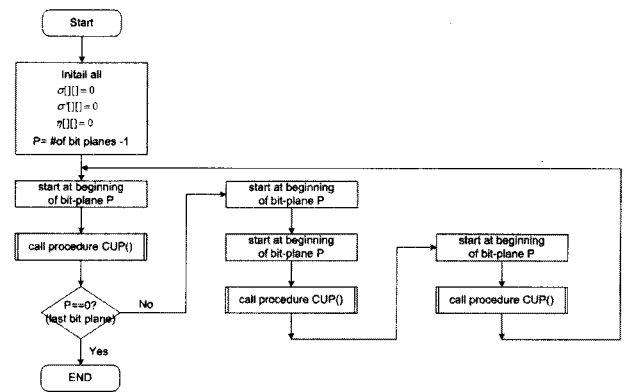 Start
Initail all
σ[][]=0
σ'[][]=0
η[][]=0
P= #of bit planes -1
start at beginning
of bit-plane P
call procedure CUP()
P==0?
(last bit plane)
No
Yes
END
start at beginning
of bit-plane P
start at beginning
of bit-plane P
call procedure CUP()
start at beginning
of bit-plane P
call procedure CUP()